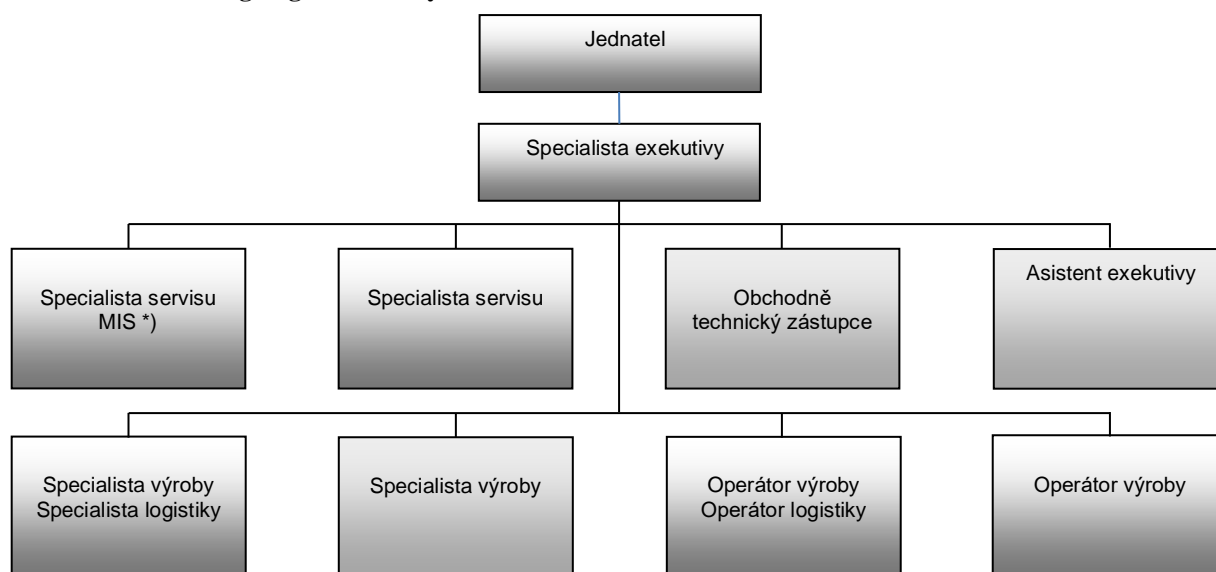 Jednatel
Specialista exekutivy
Specialista servisu
MIS *)
Specialista servisu
Obchodně
technický zástupce
Asistent exekutivy
Specialista výroby
Specialista logistiky
Specialista výroby
Operátor výroby
Operátor logistiky
Operátor výroby